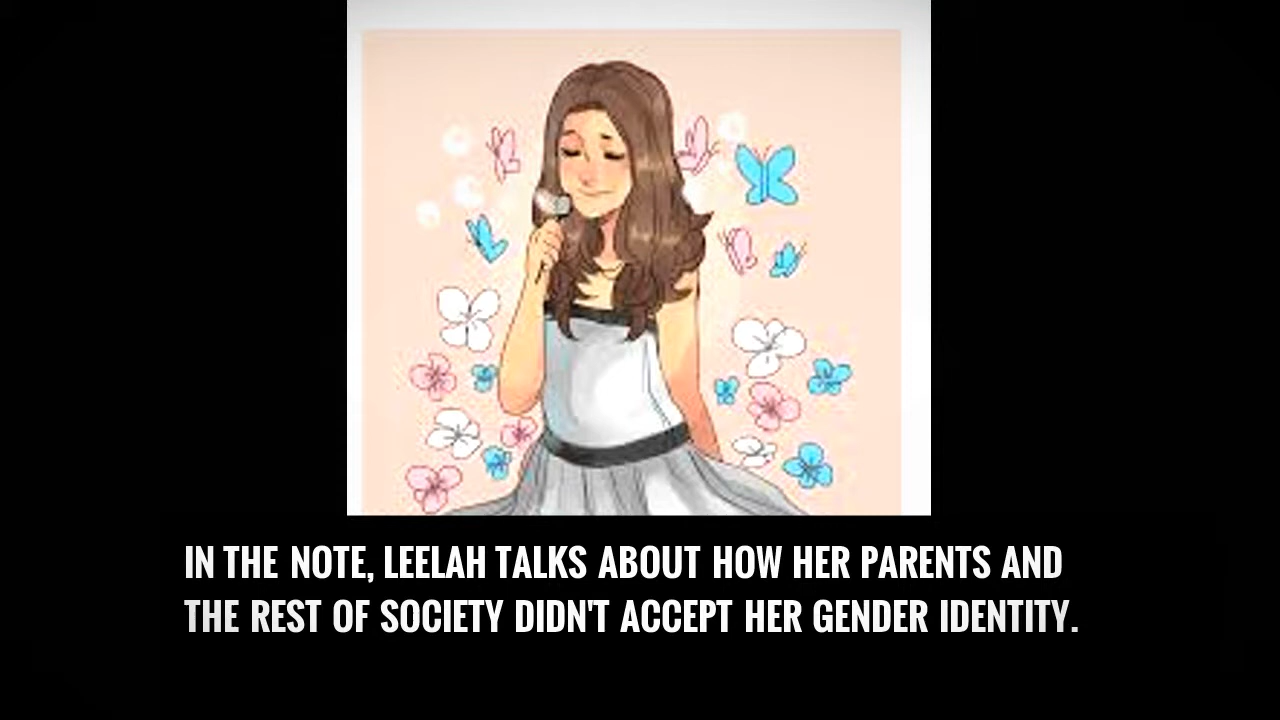 IN THE NOTE, LEELAH TALKS ABOUT HOW HER PARENTS AND
THE REST OF SOCIETY DIDN'T ACCEPT HER GENDER IDENTITY.